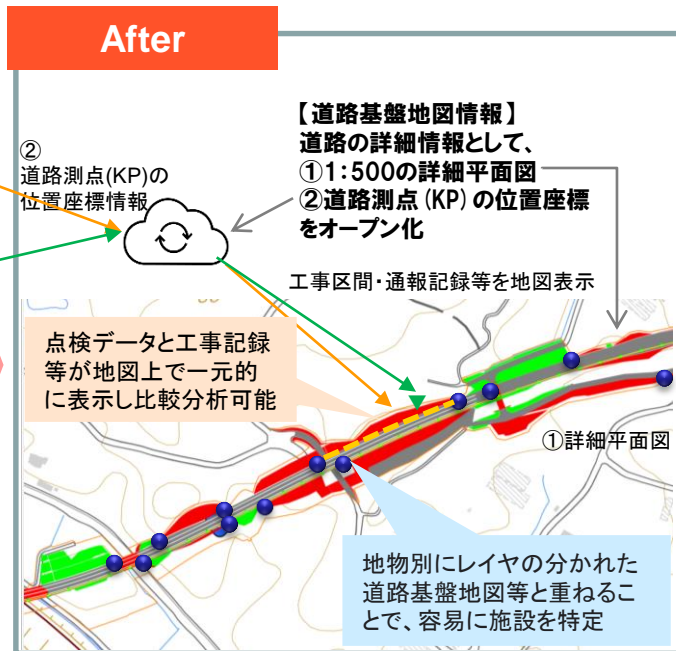 After
【道路基盤地図情報】
道路の詳細情報として、
①1:500の詳細平面図
②道路測点(KP)の位置座標
をオープン化
②
道路測点(KP)の
位置座標情報
工事区間・通報記録等を地図表示
点検データと工事記録
等が地図上で一元的
に表示し比較分析可能
①詳細平面図
地物別にレイヤの分かれた
道路基盤地図等と重ねるこ
とで、容易に施設を特定